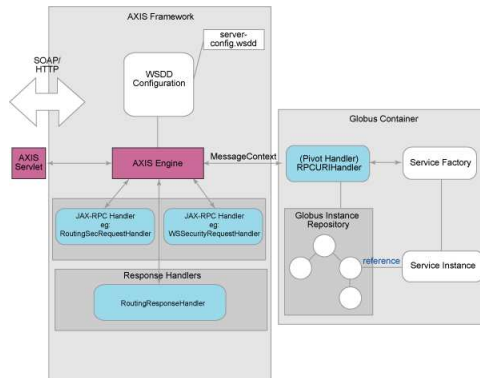 AXIS Framework
server-
config.wsdd
SOAP/
HTTP
WSDD
Configuration
Globus Container
AXIS
Servlet
AXIS Engine
MessageContext
(Pivot Handler)
RPCURIHandler
Service Factory
JAX-RPC Handler
eg:
RoutingSecRequestHandler
JAX-RPC Handler
eg:
WSSecurityRequestHandler
Globus Instance
Repository
reference
Service Instance
Response Handlers
RoutingResponseHandler